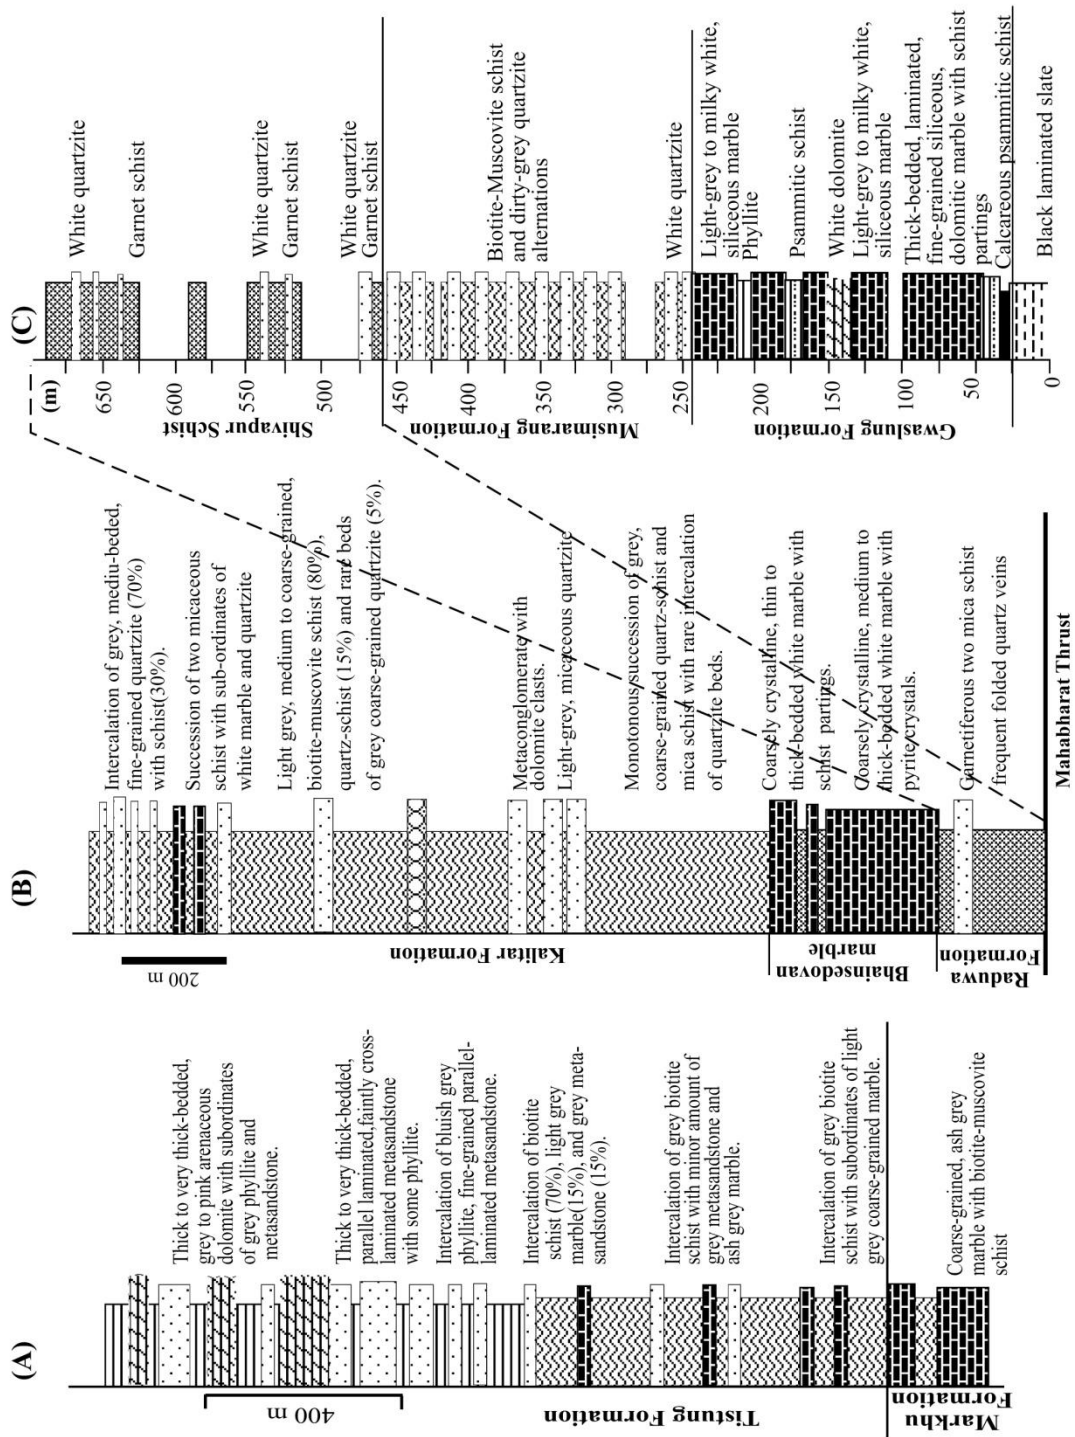 (A)
Thick to very thick-bedded,
grey to pink arenaceous
dolomite with subordinates
of grey phyllite and
metasandstone.
Thick to very thick-bedded,
parallel laminated,faintly cross-
laminated metasandstone
with some phyllite.
Intercalation of bluish grey
phyllite, fine-grained parallel-
laminated metasandstone.
Intercalation of biotite
schist (70%), light grey
marble(15%), and grey meta-
sandstone (15%).
Intercalation of grey biotite
schist with minor amount of
grey metasandstone and
ash grey marble.
Intercalation of grey biotite
schist with subordinates of light
grey coarse-grained marble.
Coarse-grained, ash grey
marble with biotite-muscovite
schist
400 m
Tistung Formation
Markhu
Formation
(B)
Intercalation of grey, mediu-beded,
fine-grained quartzite (70%)
with schist(30%).
Succession of two micaceous
schist with sub-ordinates of
white marble and quartzite
Light grey, medium to coarse-grained,
biotite-muscovite schist (80%),
quartz-schist (15%) and rare beds
of grey coarse-grained quartzite (5%).
Metaconglomerate with
dolomite clasts.
Light-grey, micaceous quartzite
Monotonous succession of grey,
coarse-grained quartz-schist and
mica schist with rare intercalation
of quartzite beds.
Coarsely crystalline, thin to
thick-bedded white marble with
schist partings.
Coarsely crystalline, medium to
thick-bedded white marble with
pyrite crystals.
Garnetiferous two mica schist
frequent folded quartz veins
Mahabharat Thrust
200 m
Kalitar Formation
Bhainsedovan
marble
Raduwa
Formation
(C)
(m)
650
600
550
500
450
400
350
300
250
200
150
100
50
0
Shivapur Schist
Musimarang Formation
Gwaslung Formation
White quartzite
Garnet schist
White quartzite
Garnet schist
White quartzite
Garnet schist
Biotite-Muscovite schist
and dirty-grey quartzite
alternations
White quartzite
Light-grey to milky white,
siliceous marble
Phyllite
Psammitic schist
White dolomite
Light-grey to milky white,
siliceous marble
Thick-bedded, laminated,
fine-grained siliceous,
dolomitic marble with schist
partings
Calcareous psammitic schist
Black laminated slate